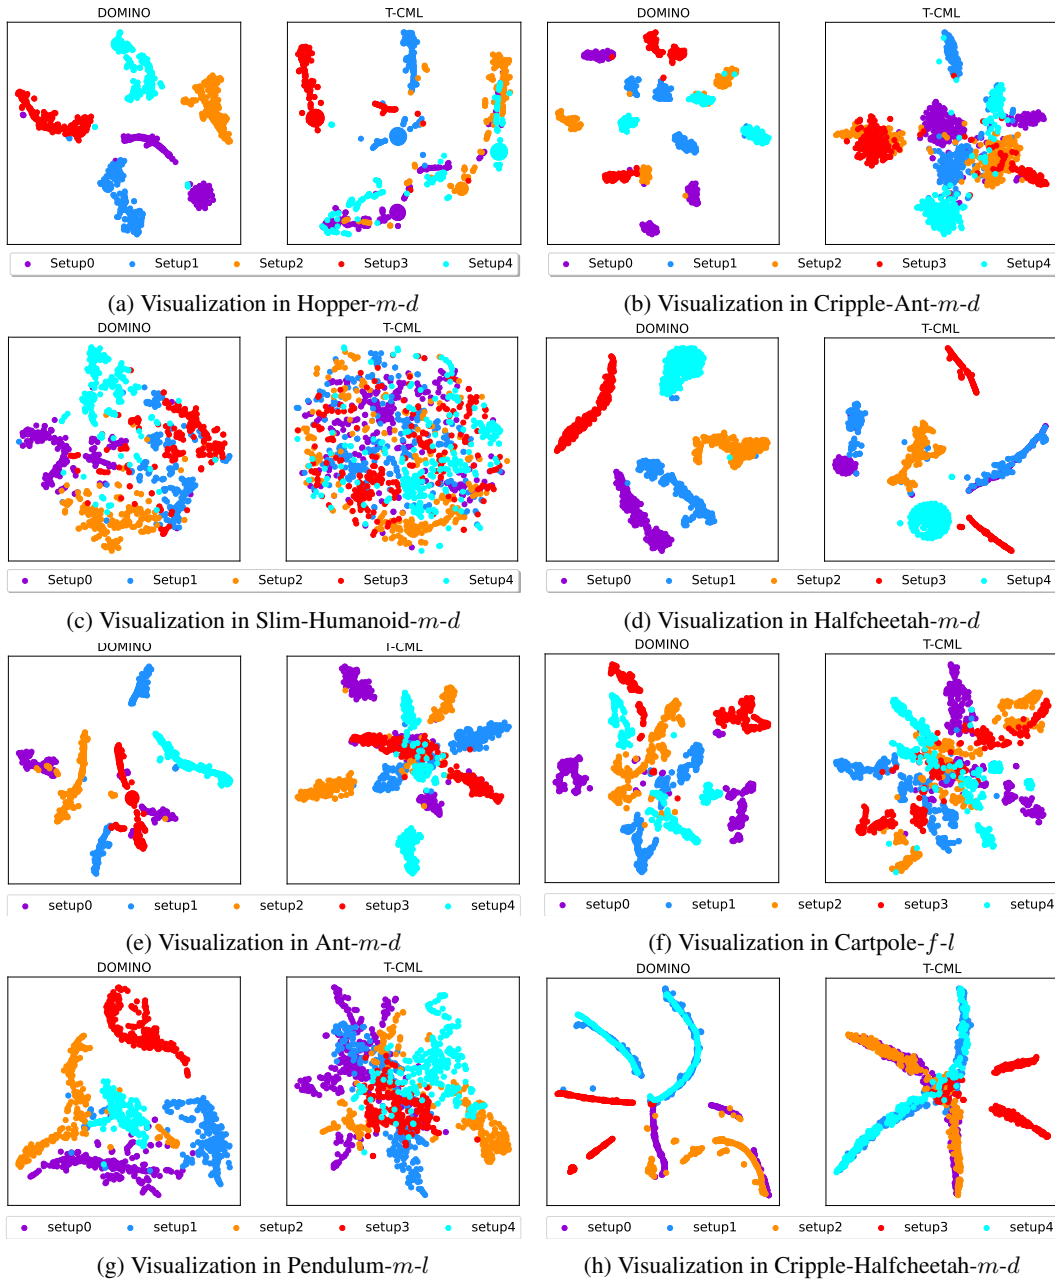 DOMINO T-CML DOMINO T-CML
Setup0 Setup1 Setup2 Setup3 Setup4 Setup0 Setup1 Setup2 Setup3 Setup4
(a) Visualization in Hopper-m-d (b) Visualization in Cripple-Ant-m-d
DOMINO T-CML DOMINO T-CML
Setup0 Setup1 Setup2 Setup3 Setup4 Setup0 Setup1 Setup2 Setup3 Setup4
(c) Visualization in Slim-Humanoid-m-d (d) Visualization in Halfcheetah-m-d
DOMINO T-CML DOMINO T-CML
setup0 setup1 setup2 setup3 setup4 setup0 setup1 setup2 setup3 setup4
(e) Visualization in Ant-m-d (f) Visualization in Cartpole-f-l
DOMINO T-CML DOMINO T-CML
setup0 setup1 setup2 setup3 setup4 setup0 setup1 setup2 setup3 setup4
(g) Visualization in Pendulum-m-l (h) Visualization in Cripple-Halfcheetah-m-d